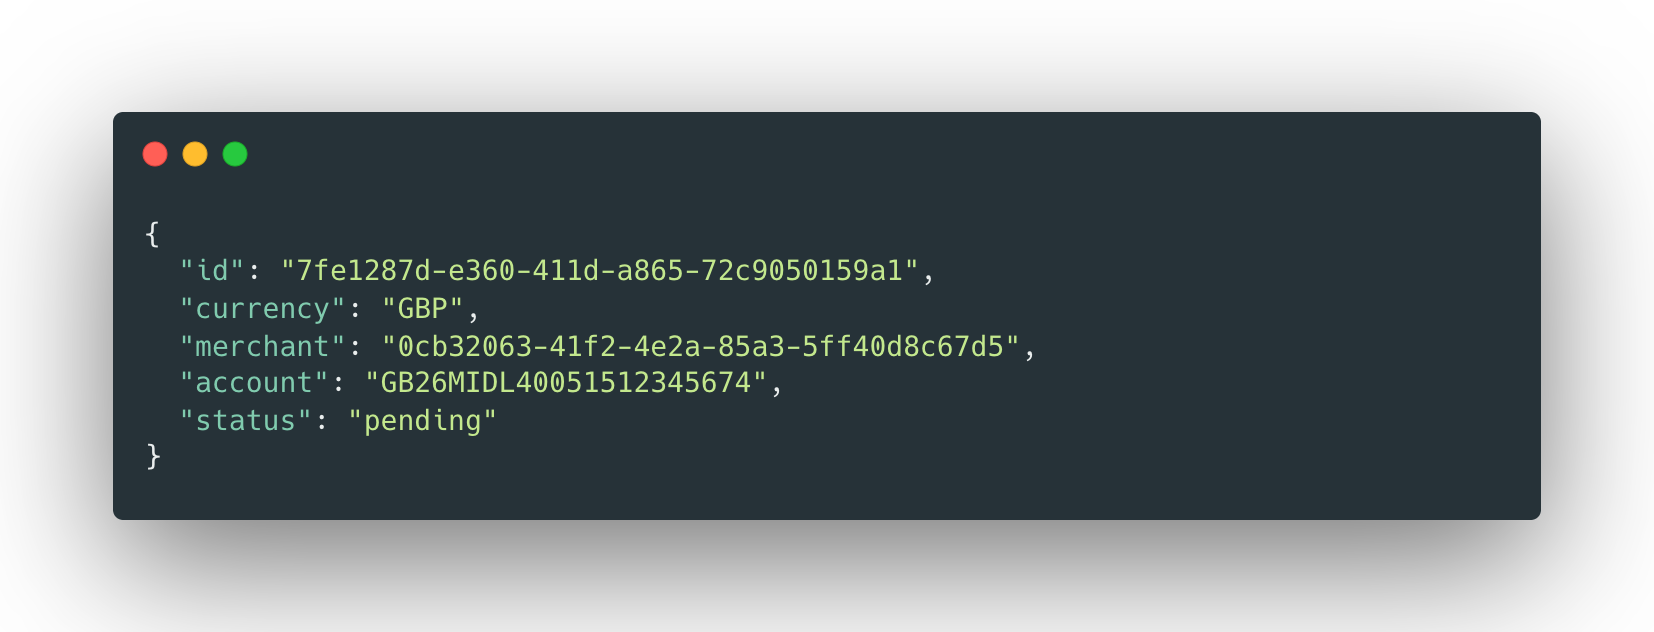 {
  "id": "7fe1287d-e360-411d-a865-72c9050159a1",
  "currency": "GBP",
  "merchant": "0cb32063-41f2-4e2a-85a3-5ff40d8c67d5",
  "account": "GB26MIDL40051512345674",
  "status": "pending"
}